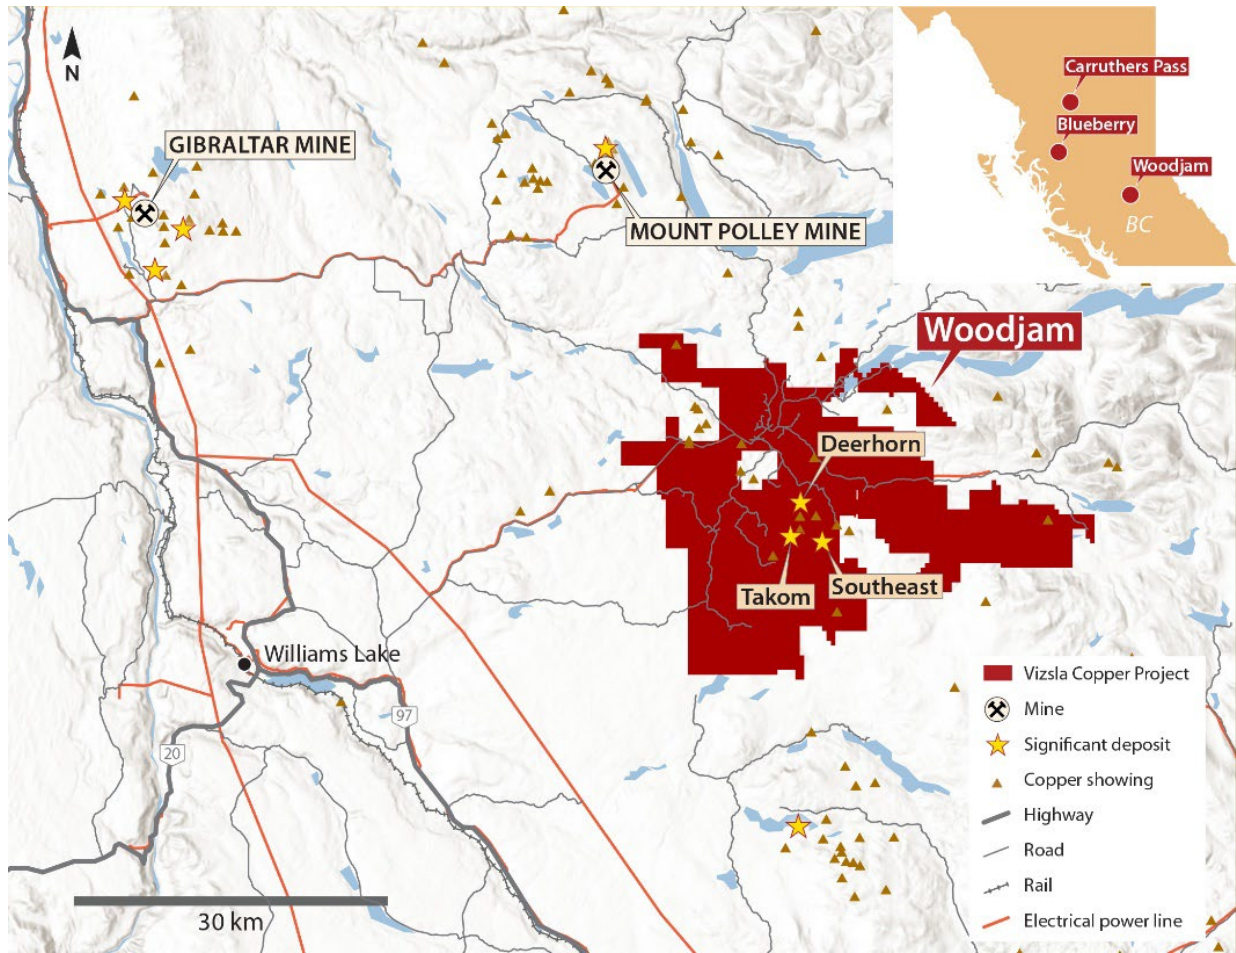 N
GIBRALTAR MINE
MOUNT POLLEY MINE
Carruthers Pass
Blueberry
Woodjam
BC
Woodjam
Deerhorn
Takom
Southeast
Williams Lake
97
20
30 km
Vizsla Copper Project
Mine
Significant deposit
Copper showing
Highway
Road
Rail
Electrical power line